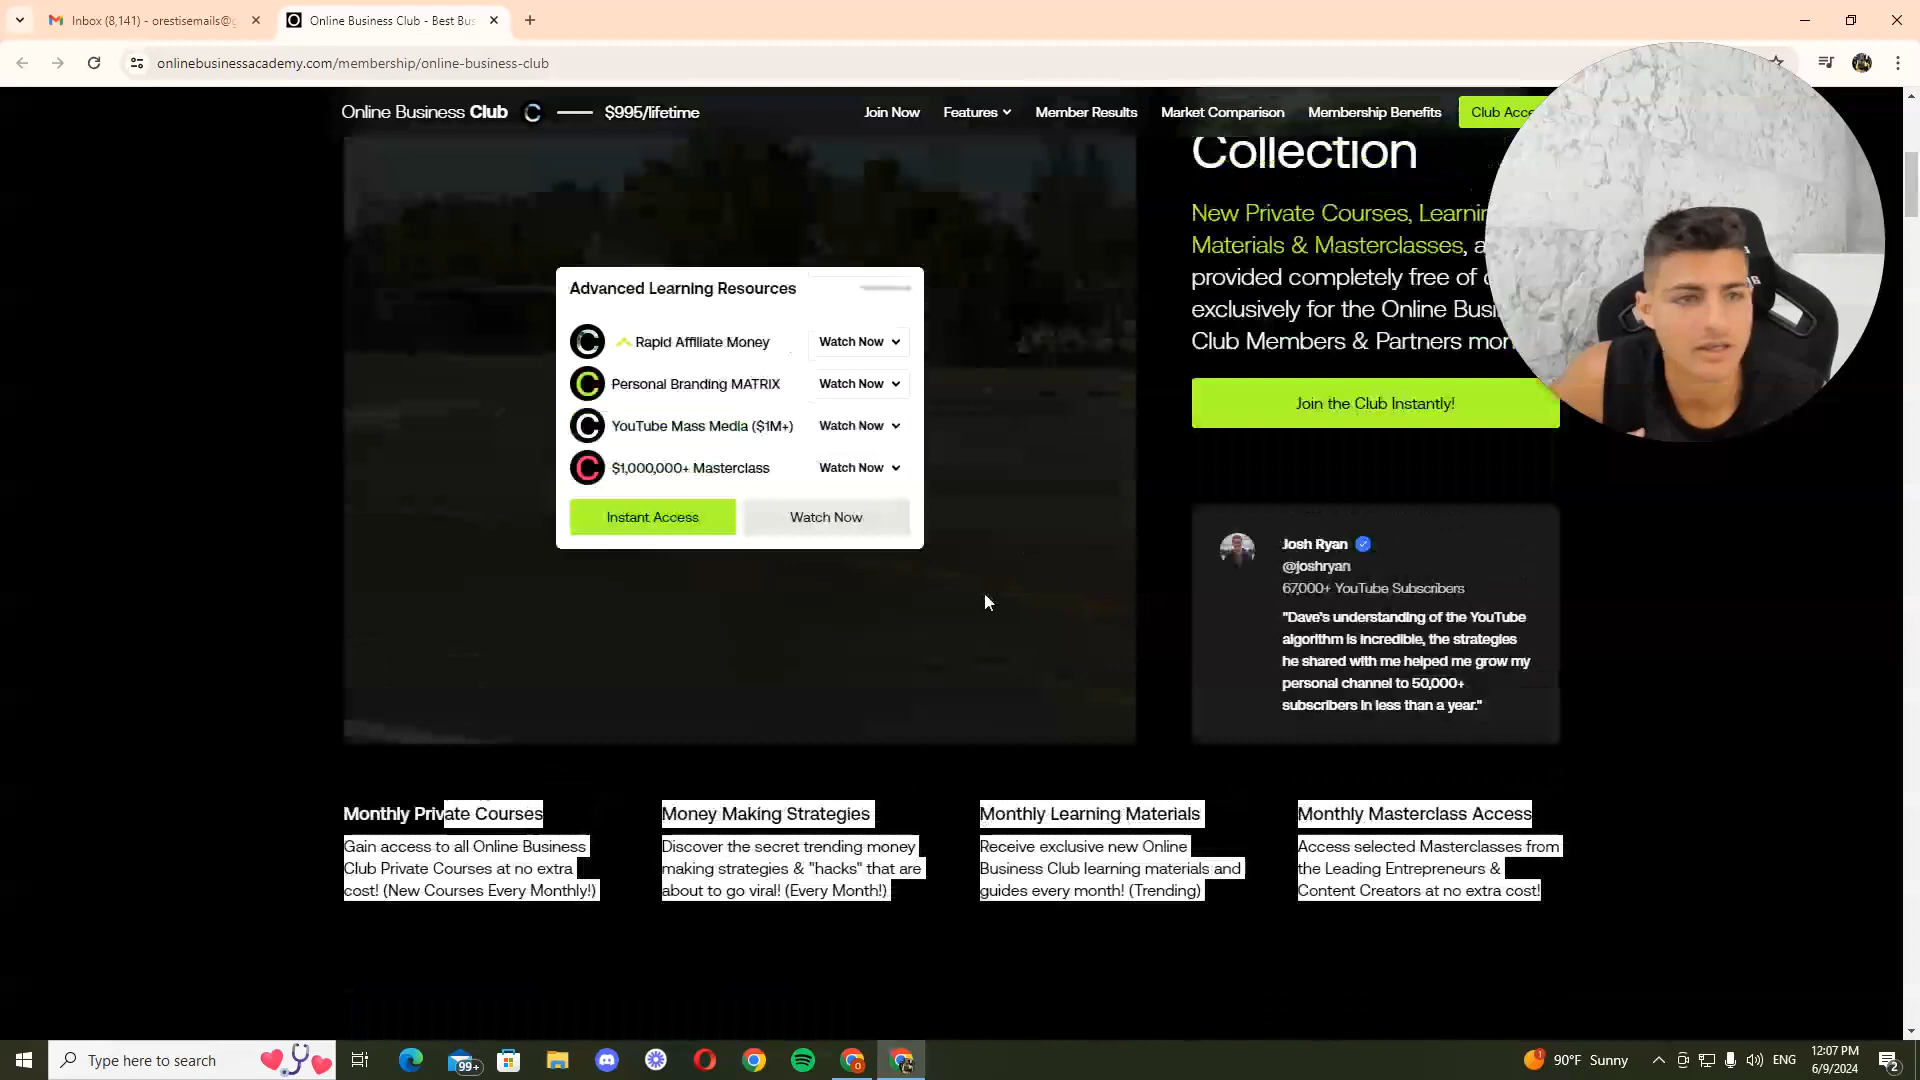 Inbox (8,141) - orestisemails@g
Online Business Club - Best Bus
onlinebusinessacademy.com/membership/online-business-club
Online Business Club C $995/lifetime
Join Now Features Member Results Market Comparison Membership Benefits Club Acce
Collection
New Private Courses, Learnin
Materials & Masterclasses, a
provided completely free of
exclusively for the Online Busi
Club Members & Partners mon
Join the Club Instantly!
Advanced Learning Resources
C Rapid Affiliate Money Watch Now
C Personal Branding MATRIX Watch Now
C YouTube Mass Media ($1M+) Watch Now
C $1,000,000+ Masterclass Watch Now
Instant Access Watch Now
Josh Ryan
@joshryan
67,000+ YouTube Subscribers
"Dave's understanding of the YouTube
algorithm is incredible, the strategies
he shared with me helped me grow my
personal channel to 50,000+
subscribers in less than a year."
Monthly Private Courses
Gain access to all Online Business
Club Private Courses at no extra
cost! (New Courses Every Monthly!)
Money Making Strategies
Discover the secret trending money
making strategies & "hacks" that are
about to go viral! (Every Month!)
Monthly Learning Materials
Receive exclusive new Online
Business Club learning materials and
guides every month! (Trending)
Monthly Masterclass Access
Access selected Masterclasses from
the Leading Entrepreneurs &
Content Creators at no extra cost!
Type here to search
99+
90°F Sunny
ENG
12:07 PM
6/9/2024
2